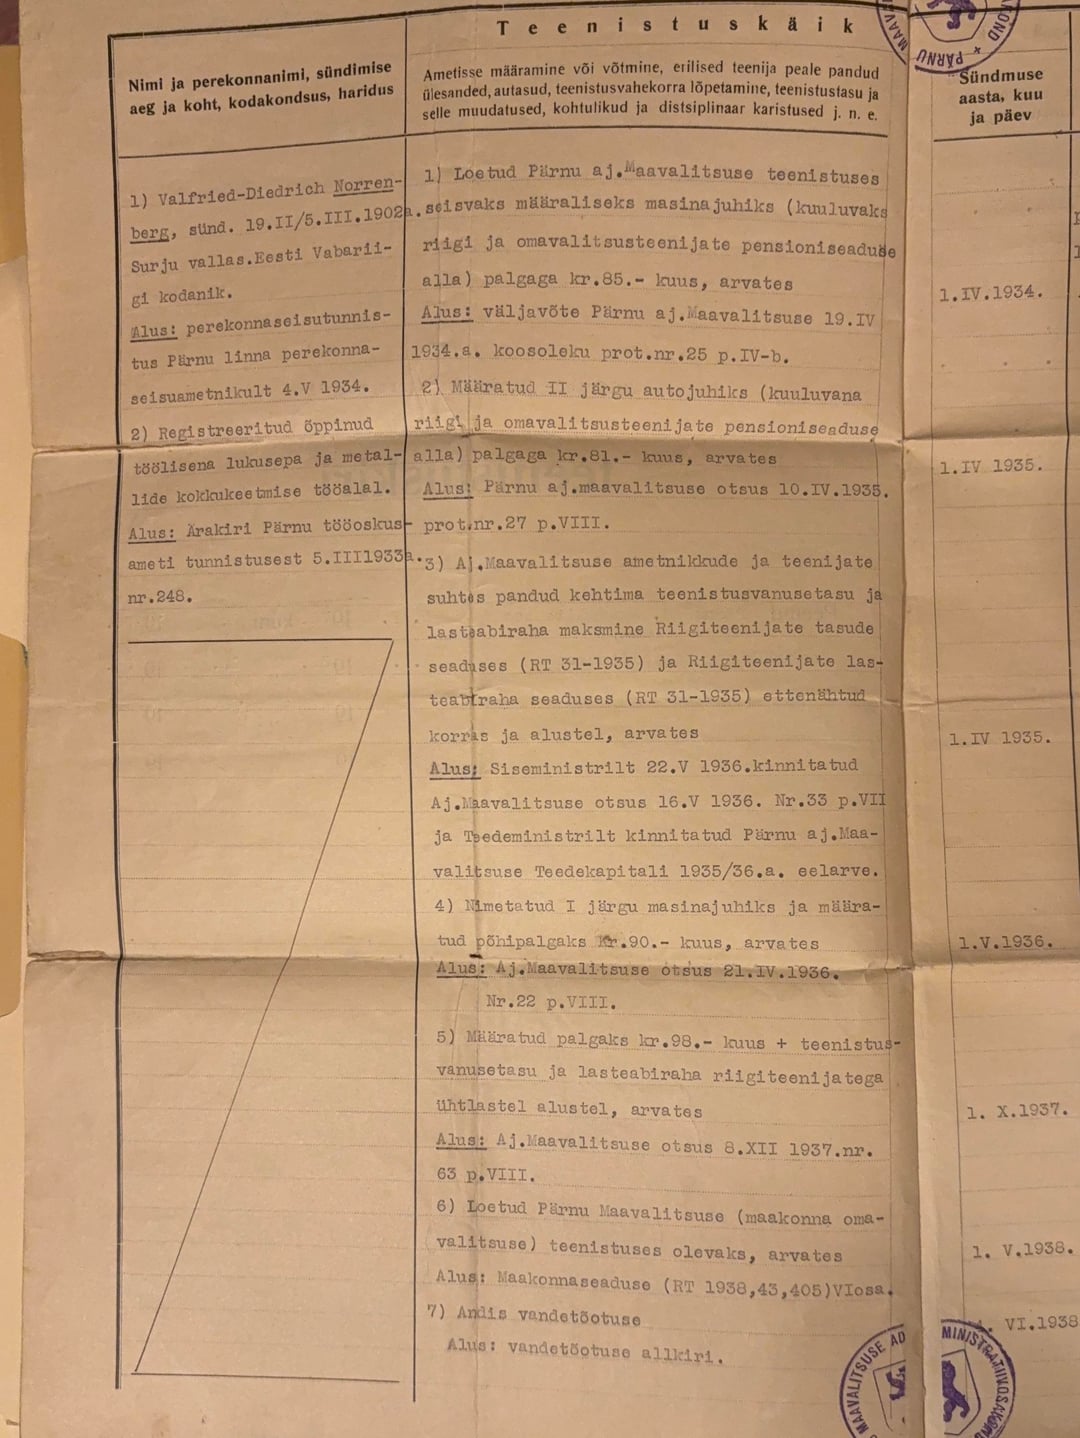 Teenistuskäik
Nimi ja perekonnanimi, sündimise
aeg ja koht, kodakondsus, haridus
Ametisse määramine või võtmine, erilised teenija peale pandud
ülesanded, autasud, teenistusvahekorra lõpetamine, teenistustasu ja
selle muudatused, kohtulikud ja distsiplinaar karistused j. n. e.
Sündmuse
aasta, kuu
ja päev
1) Valfried-Diedrich Norren-
berg, sünd. 19.II/5.III.1902a.
Surju vallas.Eesti Vabarii-
gi kodanik.
Alus: perekonnaseisutunnis-
tus Pärnu linna perekonna-
seisuametnikult 4.V 1934.
2) Registreeritud õppinud
töölisena lukusepa ja metal-
lide kokkukeetmise tööalal.
Alus: Ärakiri Pärnu tööoskus-
ameti tunnistusest 5.III1933a.
nr.248.
1) Loetud Pärnu aj.Maavalitsuse teenistuses
seisvaks määraliseks masinajuhiks (kuuluvaks
riigi ja omavalitsusteenijate pensioniseaduse
alla) palgaga kr.85.- kuus, arvates
1.IV.1934.
Alus: väljavõte Pärnu aj.Maavalitsuse 19.IV
1934.a. koosoleku prot.nr.25 p.IV-b.
2) Määratud II järgu autojuhiks (kuuluvana
riigi ja omavalitsusteenijate pensioniseaduse
alla) palgaga kr.81.- kuus, arvates
1.IV 1935.
Alus: Pärnu aj.maavalitsuse otsus 10.IV.1935.
prot.nr.27 p.VIII.
3) Aj.Maavalitsuse ametnikkude ja teenijate
suhtes pandud kehtima teenistusvanusetasu ja
lasteabiraha maksmine Riigiteenijate tasude
seaduses (RT 31-1935) ja Riigiteenijate las-
teabiraha seaduses (RT 31-1935) ettenähtud
korras ja alustel, arvates
1.IV 1935.
Alus: Siseministrilt 22.V 1936.kinnitatud
Aj.Maavalitsuse otsus 16.V 1936. Nr.33 p.VII
ja Teedeministrilt kinnitatud Pärnu aj.Maa-
valitsuse Teedekapitali 1935/36.a. eelarve.
4) Nimetatud I järgu masinajuhiks ja määra-
tud põhipalgaks Kr.90.- kuus, arvates
1.V.1936.
Alus: Aj.Maavalitsuse otsus 21.IV.1936.
Nr.22 p.VIII.
5) Määratud palgaks kr.98.- kuus + teenistus-
vanusetasu ja lasteabiraha riigiteenijatega
ühtlastel alustel, arvates
1. X.1937.
Alus: Aj.Maavalitsuse otsus 8.XII 1937.nr.
63 p.VIII.
6) Loetud Pärnu Maavalitsuse (maakonna oma-
valitsuse) teenistuses olevaks, arvates
1. V.1938.
Alus: Maakonnaseaduse (RT 1938,43,405)VIosa.
7) Andis vandetõotuse
VI.1938
Alus: vandetõotuse allkiri.
PÄRNU
MAAVALITSUSE AD
MINISTRATIIVOSAKOND